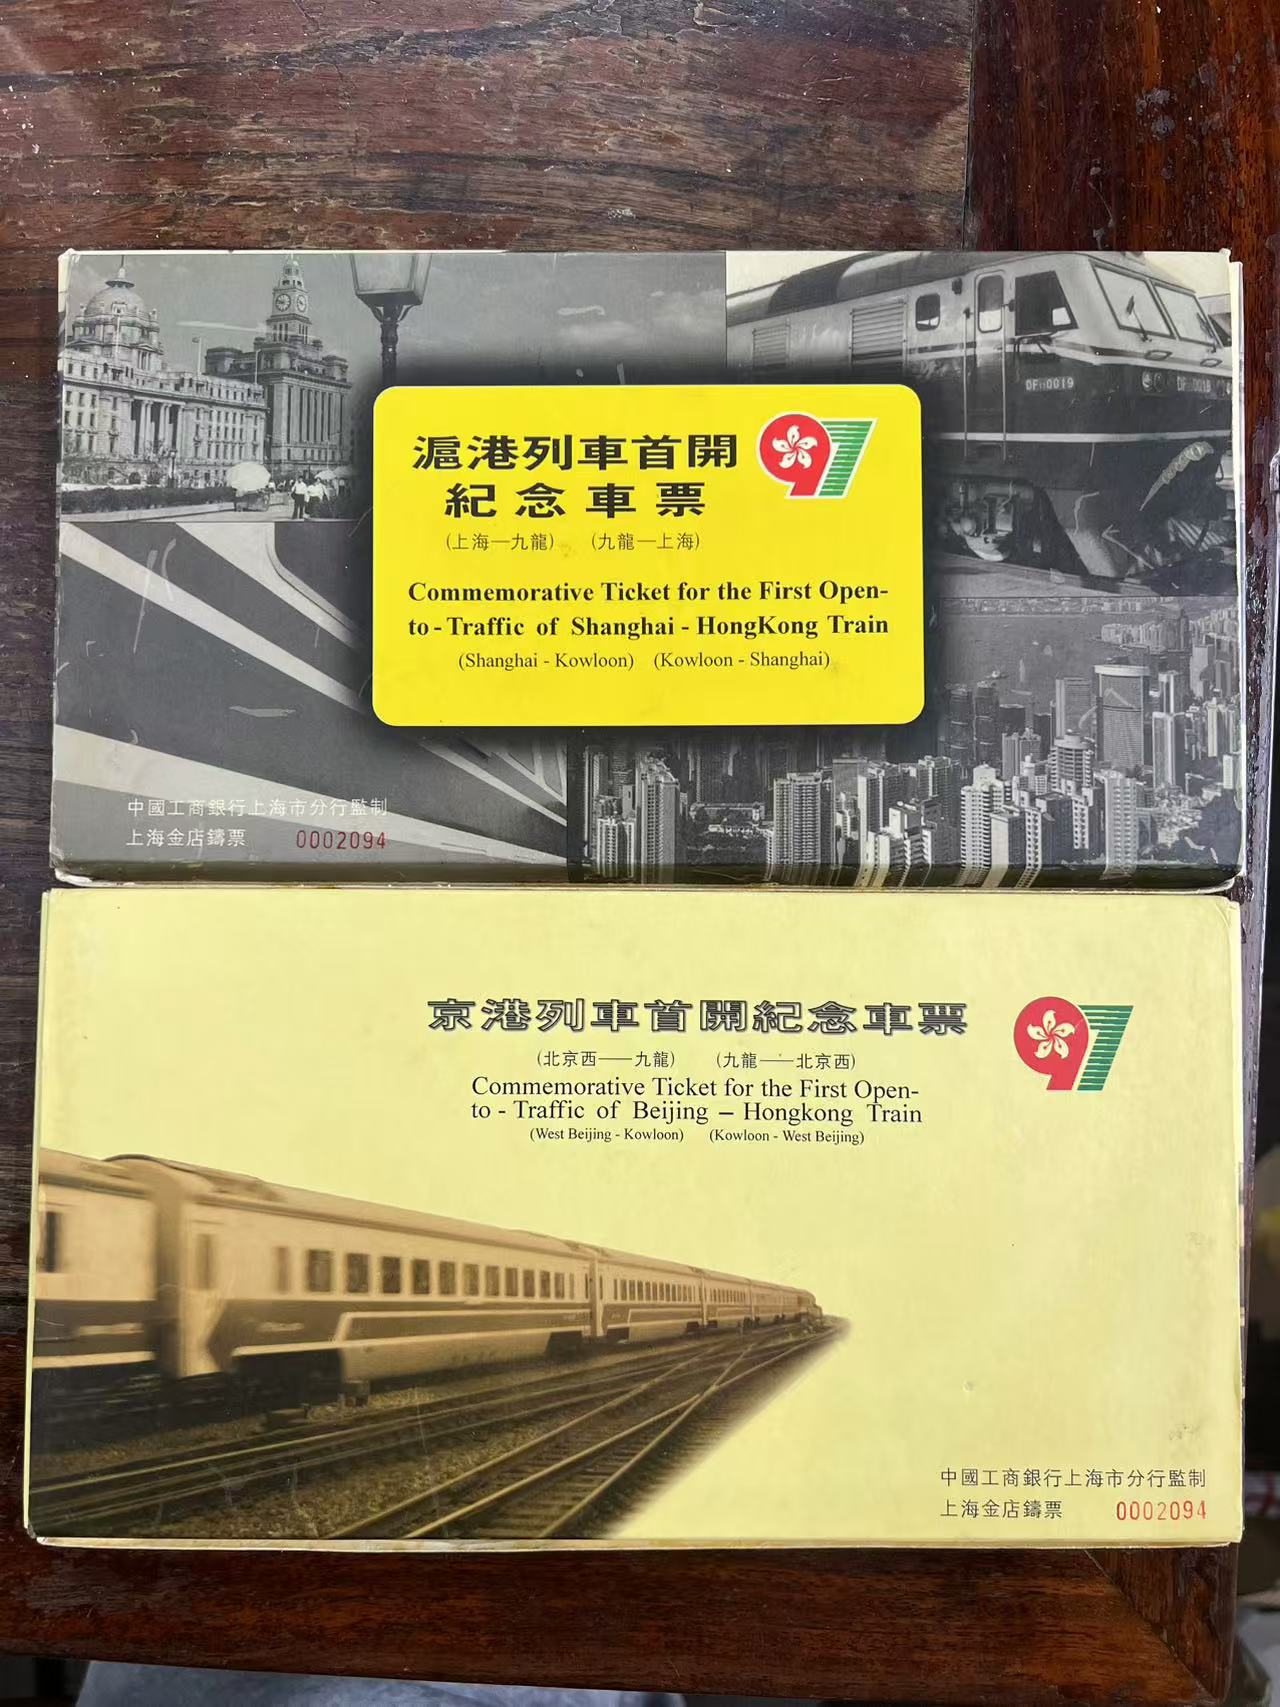 滬港列車首開
97
紀念車票
(上海—九龍) (九龍—上海)
Commemorative Ticket for the First Open-
to - Traffic of Shanghai - HongKong Train
(Shanghai - Kowloon) (Kowloon - Shanghai)
中國工商銀行上海市分行監制
上海金店鑄票 0002094
京港列車首開紀念車票
97
(北京西——九龍) (九龍——北京西)
Commemorative Ticket for the First Open-
to - Traffic of Beijing – Hongkong Train
(West Beijing - Kowloon) (Kowloon - West Beijing)
中國工商銀行上海市分行監制
上海金店鑄票 0002094